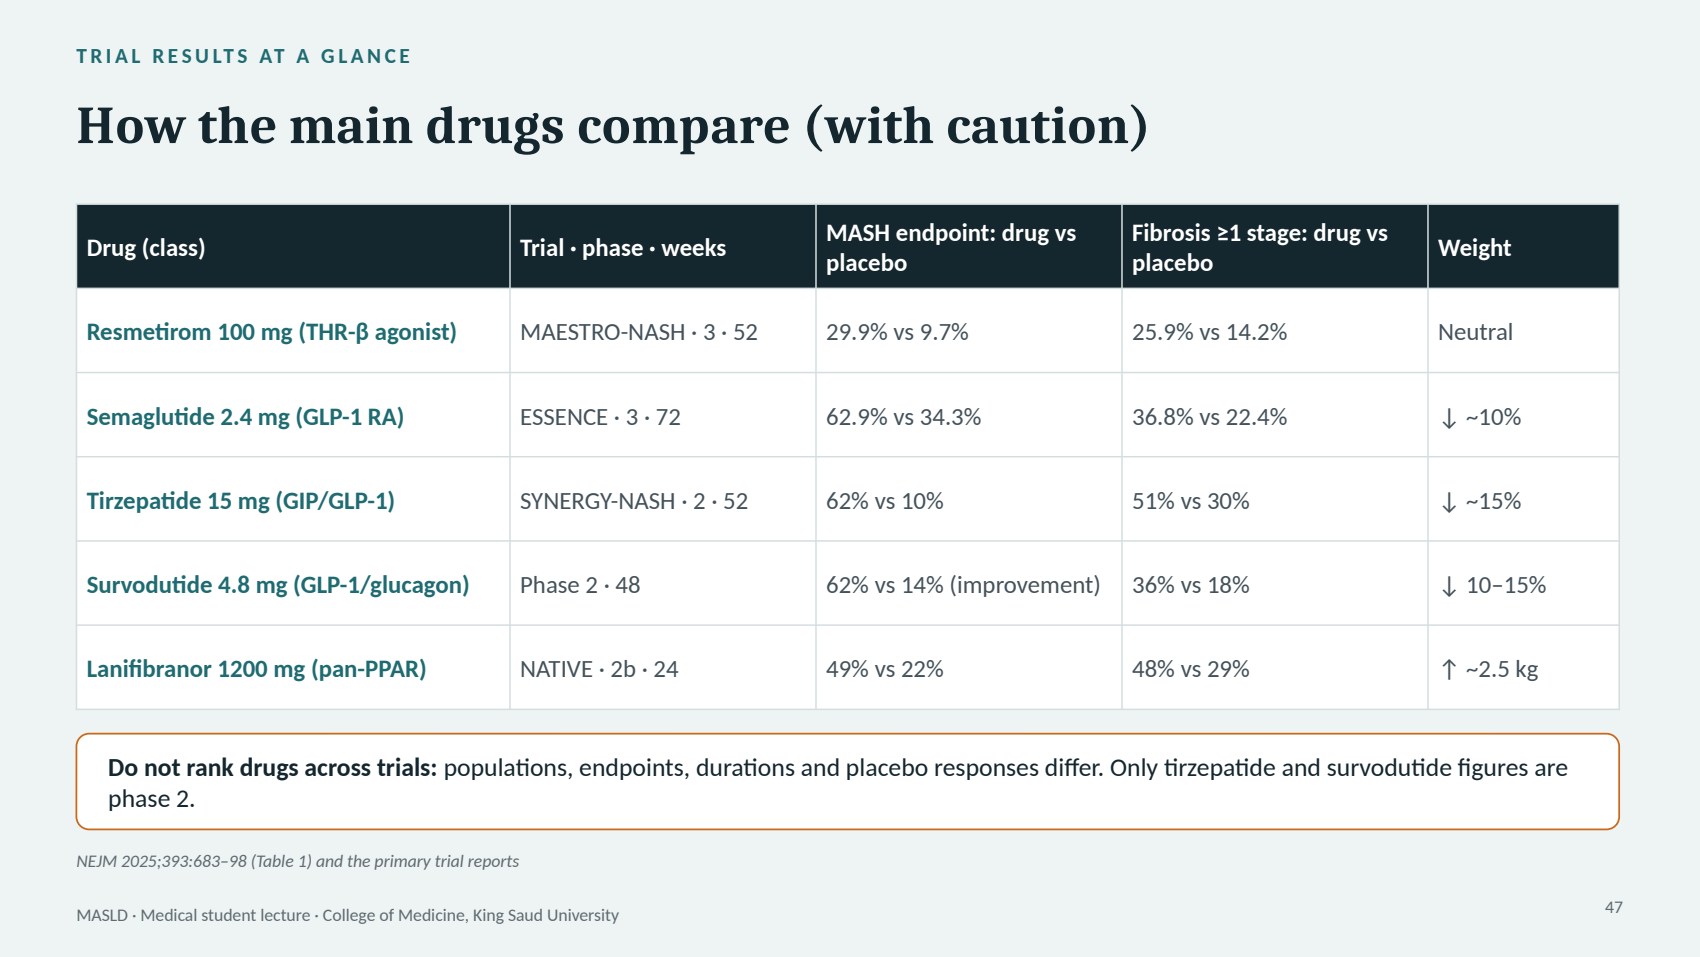 TRIAL RESULTS AT A GLANCE
How the main drugs compare (with caution)
Drug (class)
Trial · phase · weeks
MASH endpoint: drug vs
placebo
Fibrosis ≥1 stage: drug vs
placebo
Weight
Resmetirom 100 mg (THR-β agonist)
MAESTRO-NASH · 3 · 52
29.9% vs 9.7%
25.9% vs 14.2%
Neutral
Semaglutide 2.4 mg (GLP-1 RA)
ESSENCE · 3 · 72
62.9% vs 34.3%
36.8% vs 22.4%
↓ ~10%
Tirzepatide 15 mg (GIP/GLP-1)
SYNERGY-NASH · 2 · 52
62% vs 10%
51% vs 30%
↓ ~15%
Survodutide 4.8 mg (GLP-1/glucagon)
Phase 2 · 48
62% vs 14% (improvement)
36% vs 18%
↓ 10–15%
Lanifibranor 1200 mg (pan-PPAR)
NATIVE · 2b · 24
49% vs 22%
48% vs 29%
↑ ~2.5 kg
Do not rank drugs across trials: populations, endpoints, durations and placebo responses differ. Only tirzepatide and survodutide figures are
phase 2.
NEJM 2025;393:683–98 (Table 1) and the primary trial reports
MASLD · Medical student lecture · College of Medicine, King Saud University
47